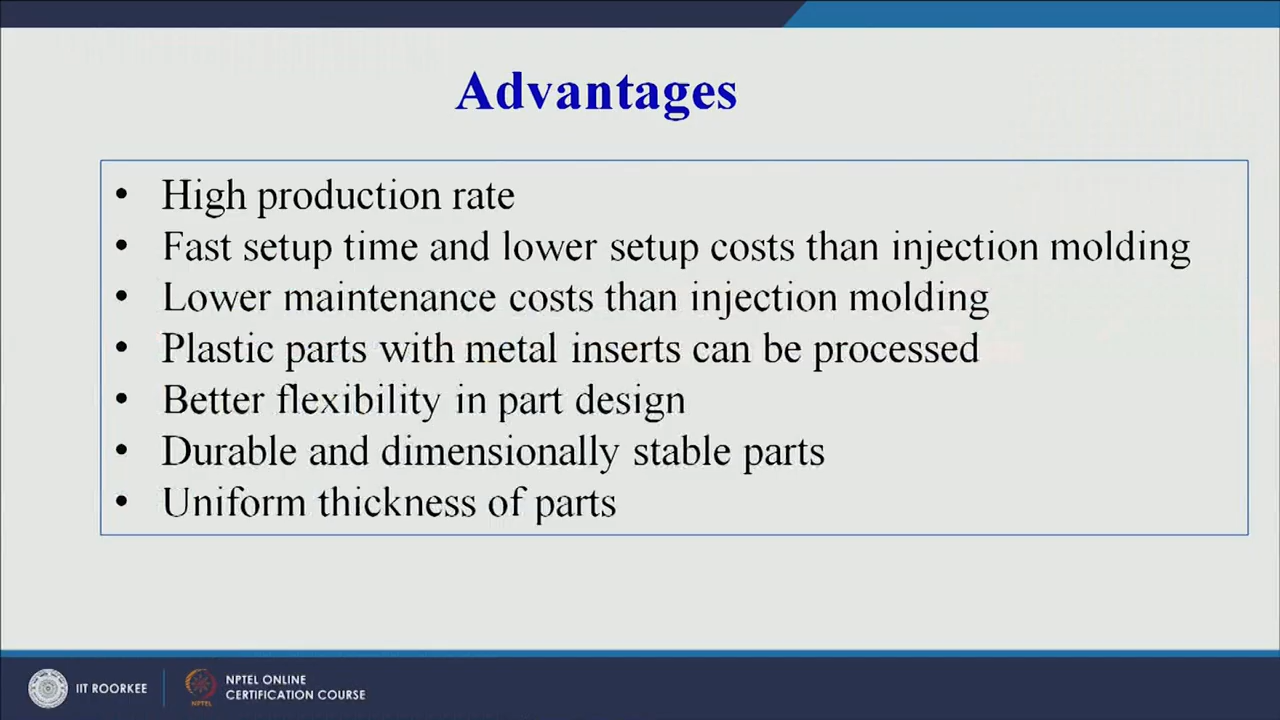 Advantages
• High production rate
• Fast setup time and lower setup costs than injection molding
• Lower maintenance costs than injection molding
• Plastic parts with metal inserts can be processed
• Better flexibility in part design
• Durable and dimensionally stable parts
• Uniform thickness of parts
IIT ROORKEE
NPTEL
NPTEL ONLINE
CERTIFICATION COURSE